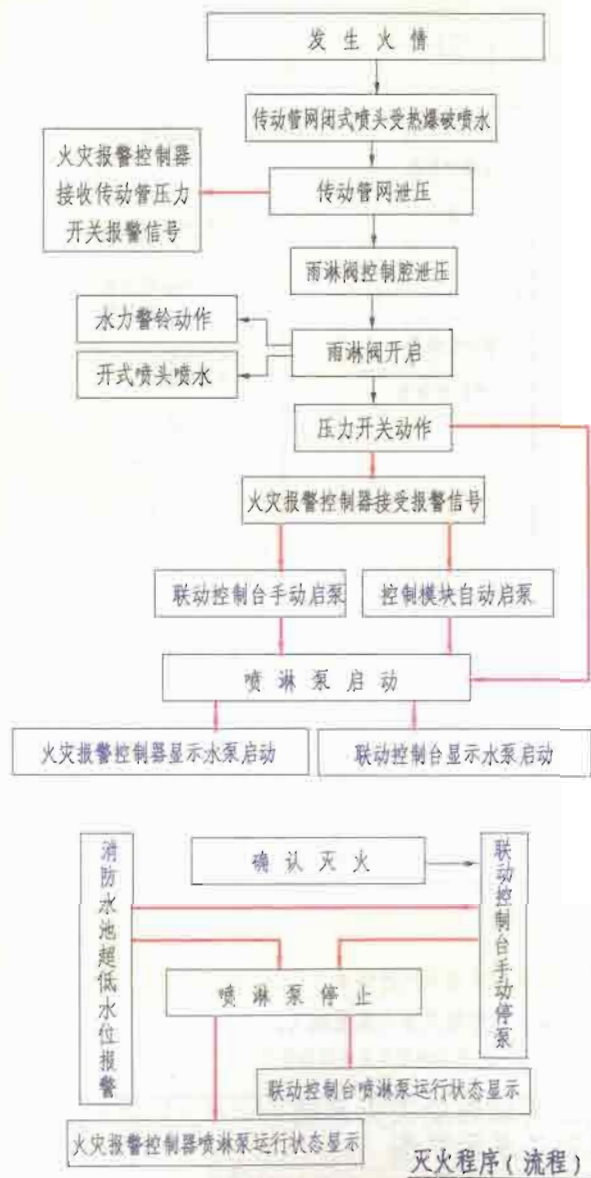 发生火情
传动管网闭式喷头受热爆破喷水
火灾报警控制器
接收传动管压力
开关报警信号
传动管网泄压
雨淋阀控制腔泄压
水力警铃动作
雨淋阀开启
开式喷头喷水
压力开关动作
火灾报警控制器接受报警信号
联动控制台手动启泵
控制模块自动启泵
喷淋泵启动
火灾报警控制器显示水泵启动
联动控制台显示水泵启动
消防水池超低水位报警
确认灭火
联动控制台手动停泵
喷淋泵停止
联动控制台喷淋泵运行状态显示
火灾报警控制器喷淋泵运行状态显示
灭火程序(流程)